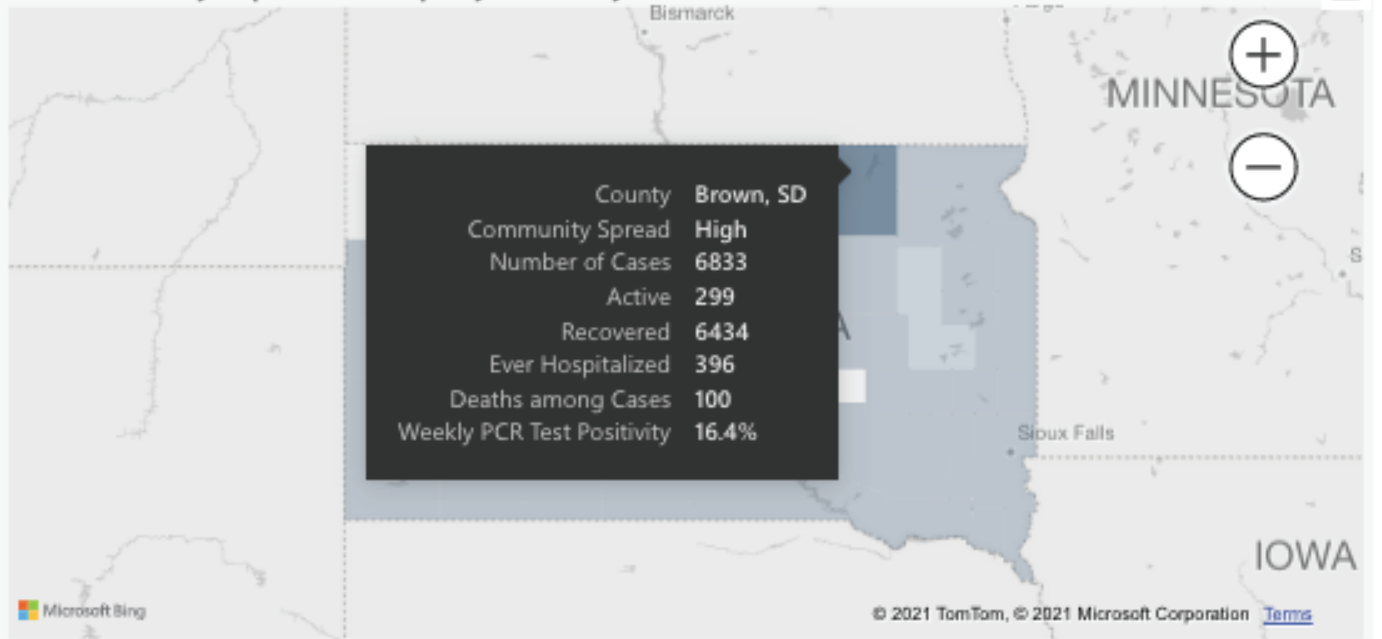 Bismarck
MINNESOTA
County Brown, SD
Community Spread High
Number of Cases 6833
Active 299
Recovered 6434
Ever Hospitalized 396
Deaths among Cases 100
Weekly PCR Test Positivity 16.4%
A
S
Sioux Falls
IOWA
Microsoft Bing
© 2021 TomTom, © 2021 Microsoft Corporation Terms